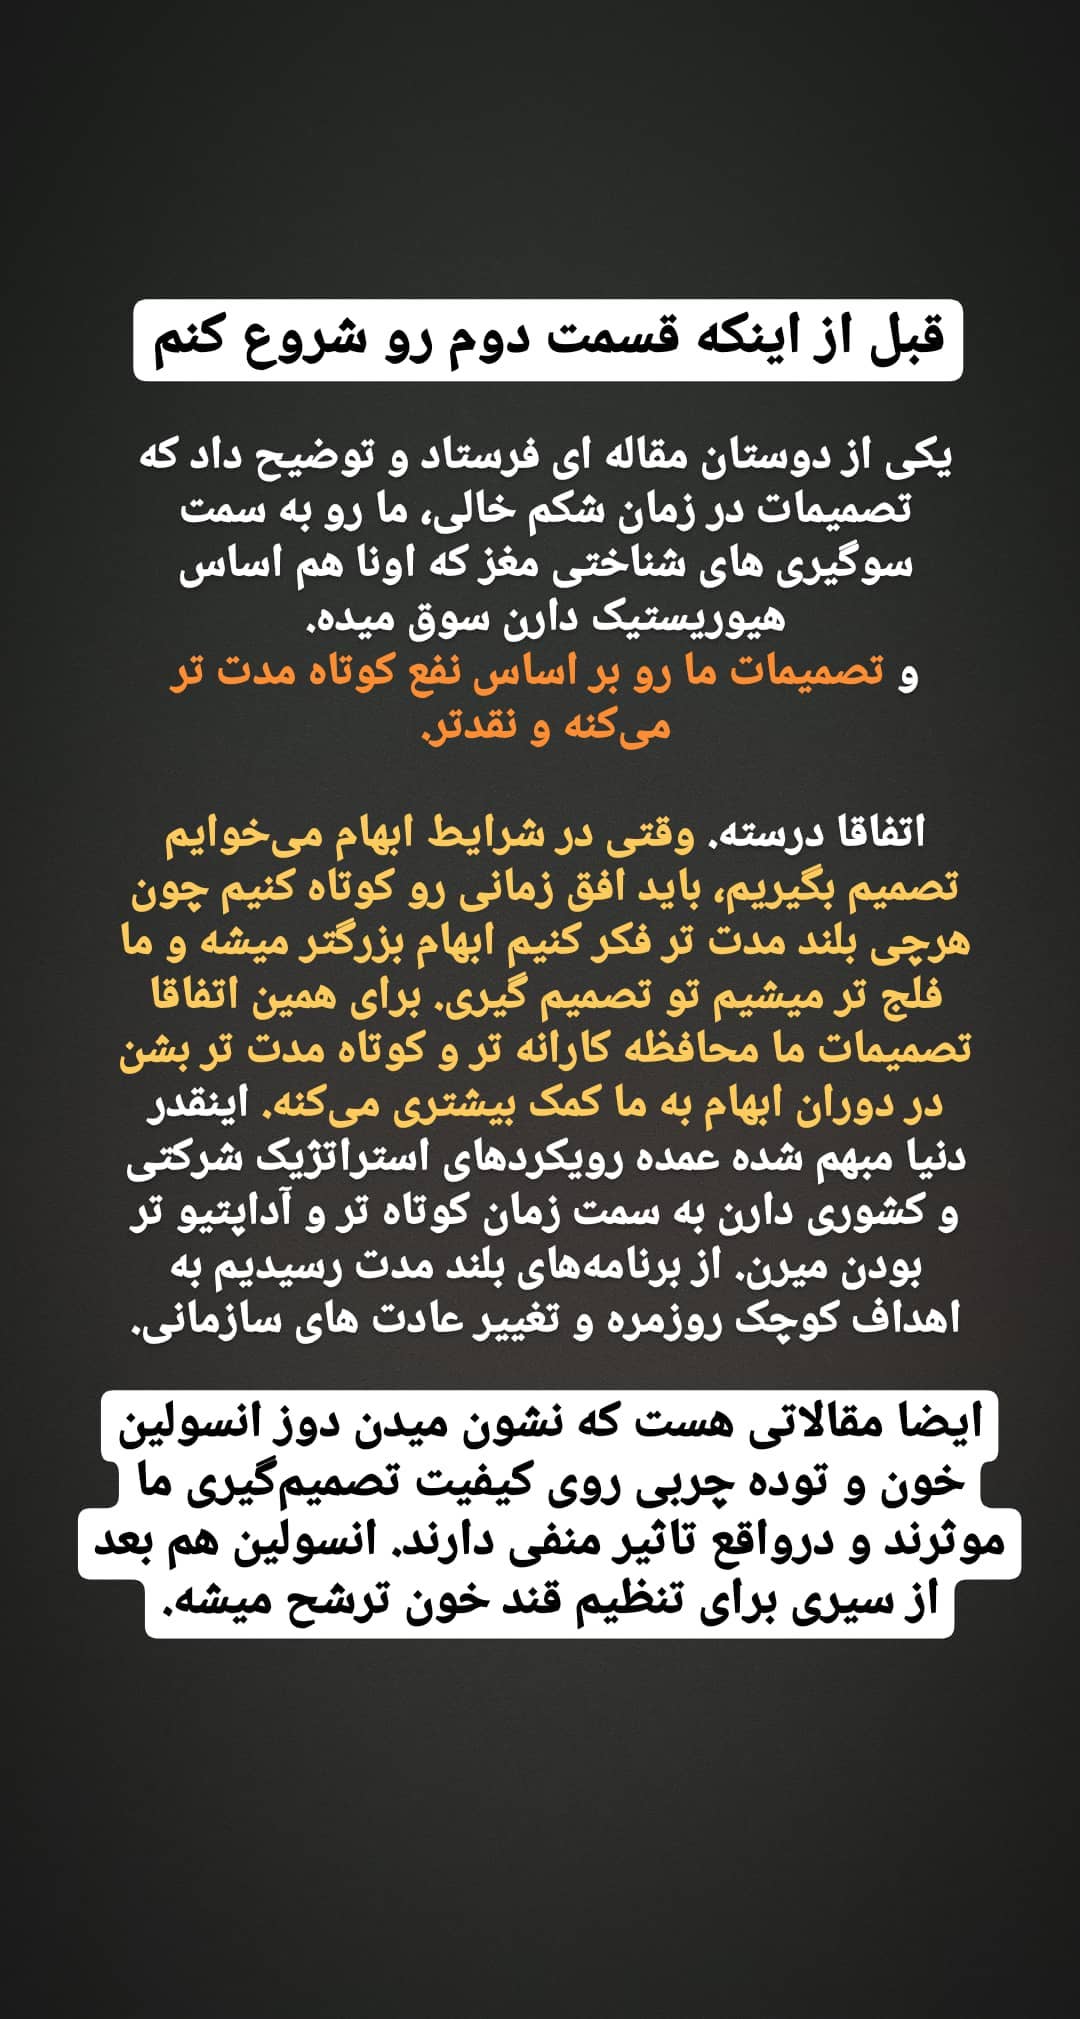 قبل از اینکه قسمت دوم رو شروع کنم
یکی از دوستان مقاله ای فرستاد و توضیح داد که
تصمیمات در زمان شکم خالی، ما رو به سمت
سوگیری های شناختی مغز که اونا هم اساس
هیوریستیک دارن سوق میده.
و تصمیمات ما رو بر اساس نفع کوتاه مدت تر
می‌کنه و نقدتر.
اتفاقا درسته. وقتی در شرایط ابهام می‌خوایم
تصمیم بگیریم، باید افق زمانی رو کوتاه کنیم چون
هرچی بلند مدت تر فکر کنیم ابهام بزرگتر میشه و ما
فلج تر میشیم تو تصمیم گیری. برای همین اتفاقا
تصمیمات ما محافظه کارانه تر و کوتاه مدت تر بشن
در دوران ابهام به ما کمک بیشتری می‌کنه. اینقدر
دنیا مبهم شده عمده رویکردهای استراتژیک شرکتی
و کشوری دارن به سمت زمان کوتاه تر و آداپتیو تر
بودن میرن. از برنامه‌های بلند مدت رسیدیم به
اهداف کوچک روزمره و تغییر عادت های سازمانی.
ایضا مقالاتی هست که نشون میدن دوز انسولین
خون و توده چربی روی کیفیت تصمیم‌گیری ما
موثرند و درواقع تاثیر منفی دارند. انسولین هم بعد
از سیری برای تنظیم قند خون ترشح میشه.